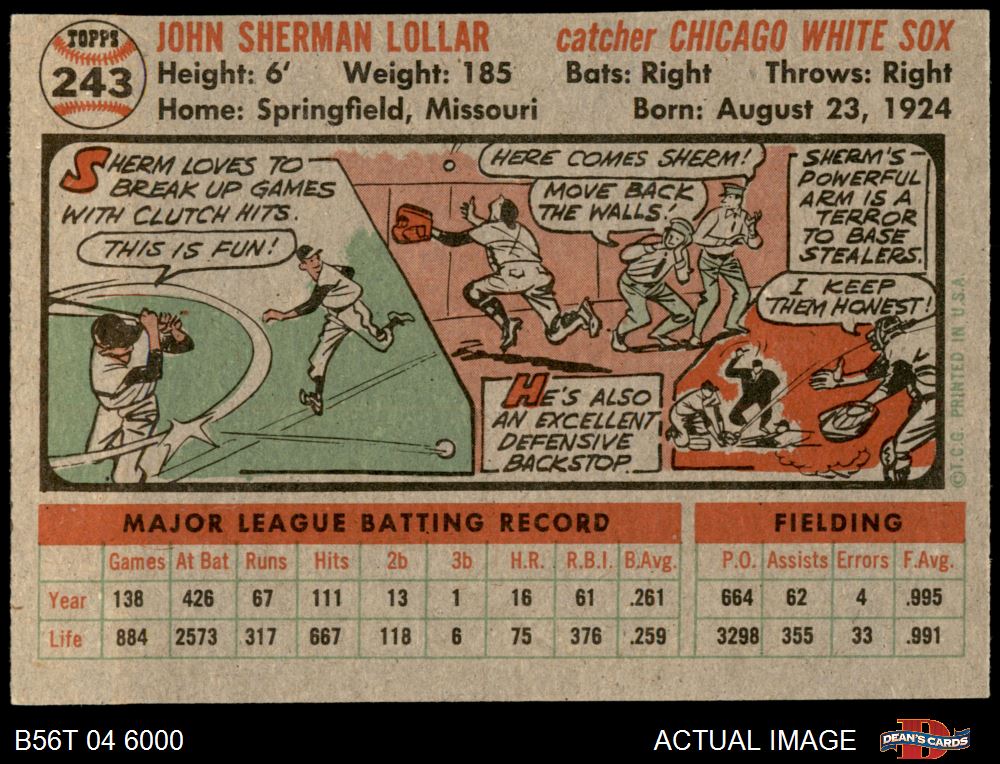 TOPPS
243
JOHN SHERMAN LOLLAR
catcher CHICAGO WHITE SOX
Height: 6' Weight: 185 Bats: Right Throws: Right
Home: Springfield, Missouri Born: August 23, 1924
SHERM LOVES TO
BREAK UP GAMES
WITH CLUTCH HITS.
THIS IS FUN!
HERE COMES SHERM!
MOVE BACK
THE WALLS!
SHERM'S
POWERFUL
ARM IS A
TERROR
TO BASE
STEALERS.
I KEEP
THEM HONEST!
HE'S ALSO
AN EXCELLENT
DEFENSIVE
BACKSTOP.
©T.C.G. PRINTED IN U.S.A.
MAJOR LEAGUE BATTING RECORD FIELDING
Games At Bat Runs Hits 2b 3b H.R. R.B.I. B.Avg. P.O. Assists Errors F.Avg.
Year 138 426 67 111 13 1 16 61 .261 664 62 4 .995
Life 884 2573 317 667 118 6 75 376 .259 3298 355 33 .991
B56T 04 6000
ACTUAL IMAGE
D
DEAN'S CARDS